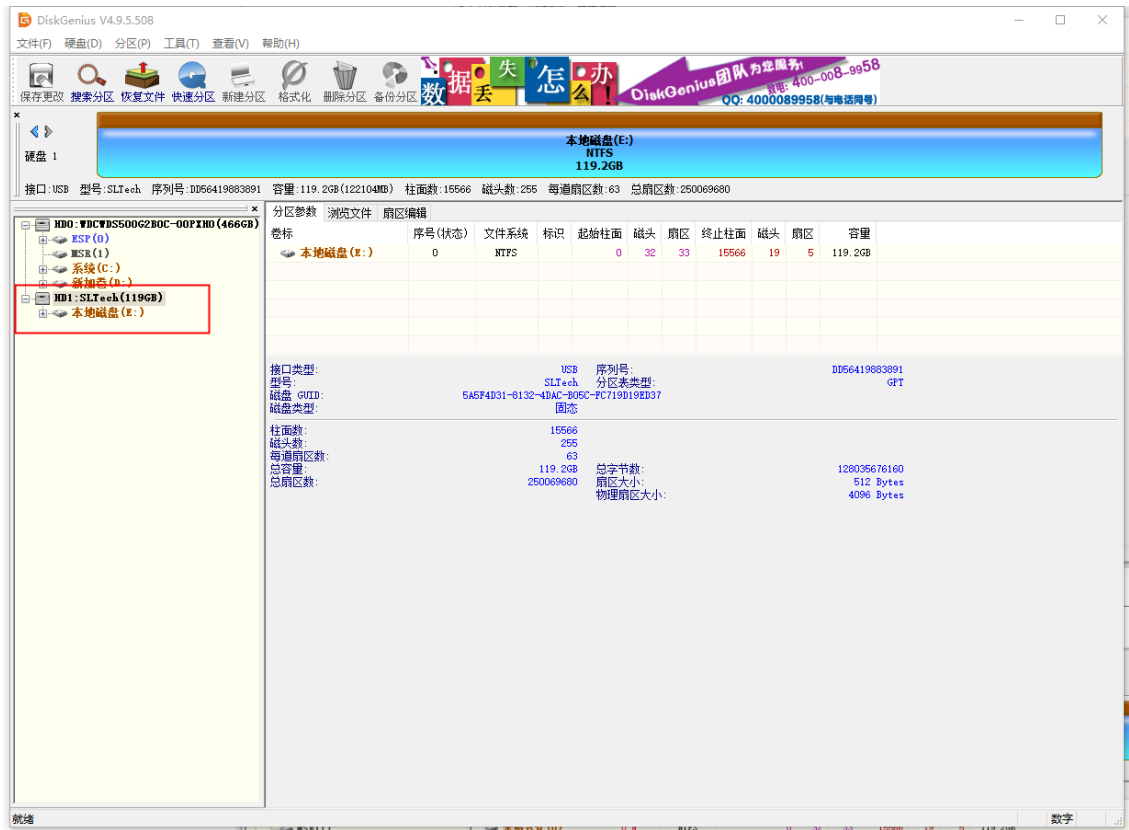 DiskGenius V4.9.5.508
文件(F) 硬盘(D) 分区(P) 工具(T) 查看(V) 帮助(H)
保存更改 搜索分区 恢复文件 快速分区 新建分区 格式化 删除分区 备份分区
数据丢失怎么办!
DiskGenius团队为您服务!
致电: 400-008-9958
QQ: 4000089958(与电话同号)
硬盘 1
本地磁盘(E:)
NTFS
119.2GB
接口:USB 型号:SLTech 序列号:DD56419883891 容量:119.2GB(122104MB) 柱面数:15566 磁头数:255 每道扇区数:63 总扇区数:250069680
HD0:WDCWDS500G2B0C-00PXH0(466GB)
ESP(0)
MSR(1)
系统(C:)
新加卷(D:)
HD1:SLTech(119GB)
本地磁盘(E:)
分区参数 浏览文件 扇区编辑
卷标 序号(状态) 文件系统 标识 起始柱面 磁头 扇区 终止柱面 磁头 扇区 容量
本地磁盘(E:) 0 NTFS 0 32 33 15566 19 5 119.2GB
接口类型: USB 序列号: DD56419883891
型号: SLTech 分区表类型: GPT
磁盘 GUID: 5A5F4D31-8132-4DAC-B05C-FC719D19ED37
磁盘类型: 固态
柱面数: 15566
磁头数: 255
每道扇区数: 63
总容量: 119.2GB 总字节数: 128035676160
总扇区数: 250069680 扇区大小: 512 Bytes
物理扇区大小: 4096 Bytes
就绪 数字